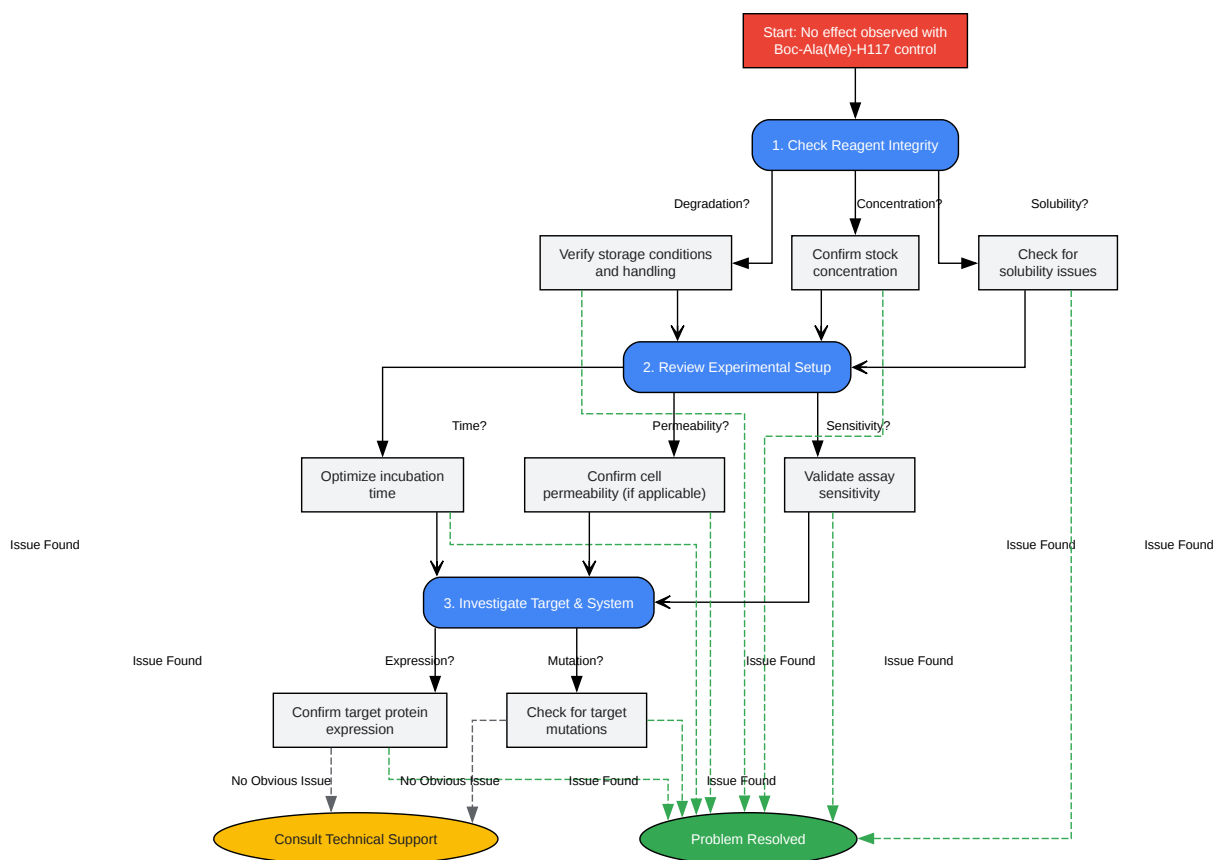 Start: No effect observed with
Boc-Ala(Me)-H117 control
1. Check Reagent Integrity
Degradation?
Concentration?
Solubility?
Verify storage conditions
and handling
Confirm stock
concentration
Check for
solubility issues
2. Review Experimental Setup
Time?
Permeability?
Sensitivity?
Optimize incubation
time
Confirm cell
permeability (if applicable)
Validate assay
sensitivity
Issue Found
Issue Found
Issue Found
3. Investigate Target & System
Issue Found
Expression?
Mutation?
Issue Found
Issue Found
Confirm target protein
expression
Check for target
mutations
No Obvious Issue
No Obvious Issue
Issue Found
Issue Found
Consult Technical Support
Problem Resolved